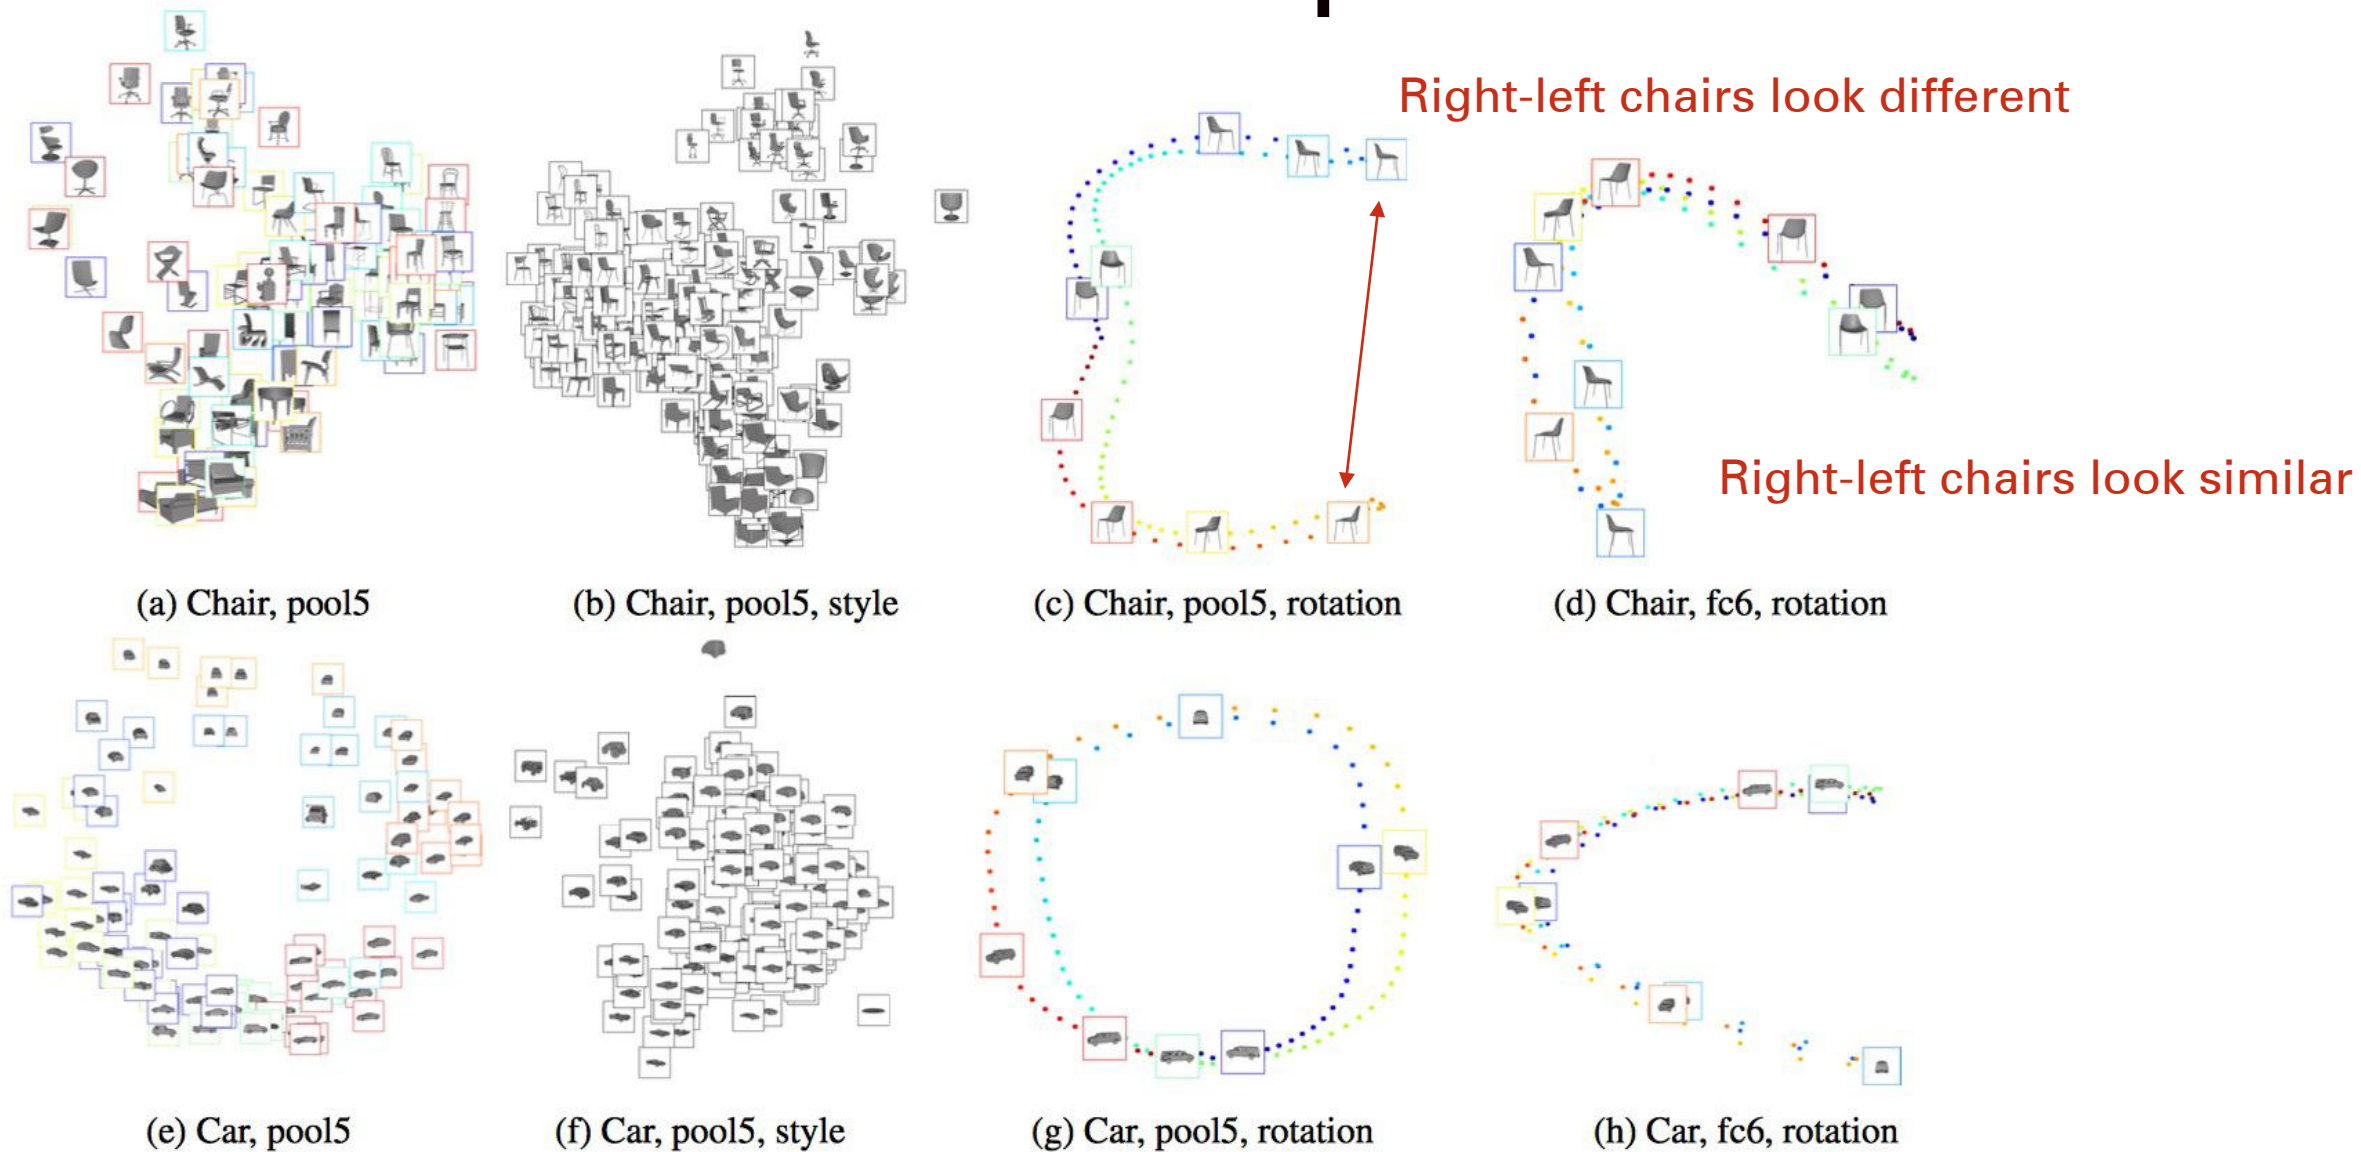 Right-left chairs look different
Right-left chairs look similar
(a) Chair, pool5
(b) Chair, pool5, style
(c) Chair, pool5, rotation
(d) Chair, fc6, rotation
(e) Car, pool5
(f) Car, pool5, style
(g) Car, pool5, rotation
(h) Car, fc6, rotation